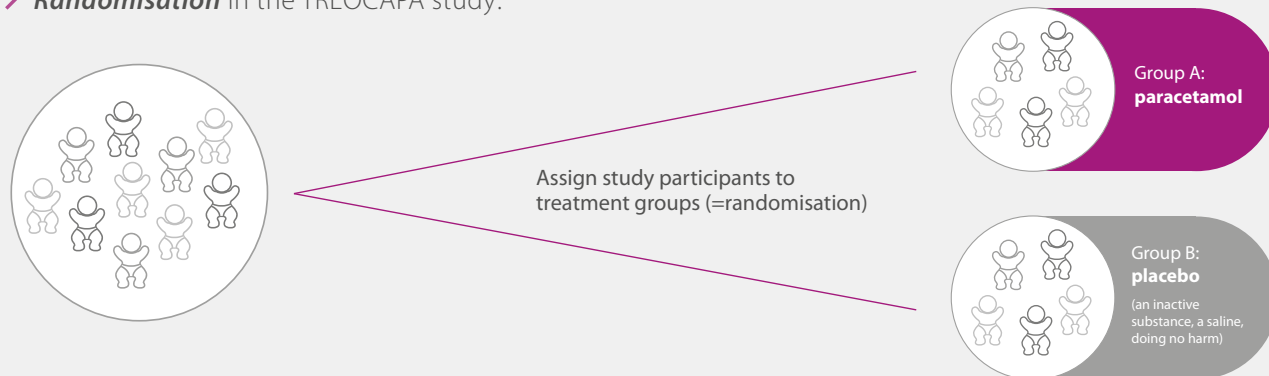 Randomisation in the TREOCAPA study:
Group A:
paracetamol
Assign study participants to
treatment groups (=randomisation)
Group B:
placebo
(an inactive
substance, a saline,
doing no harm)